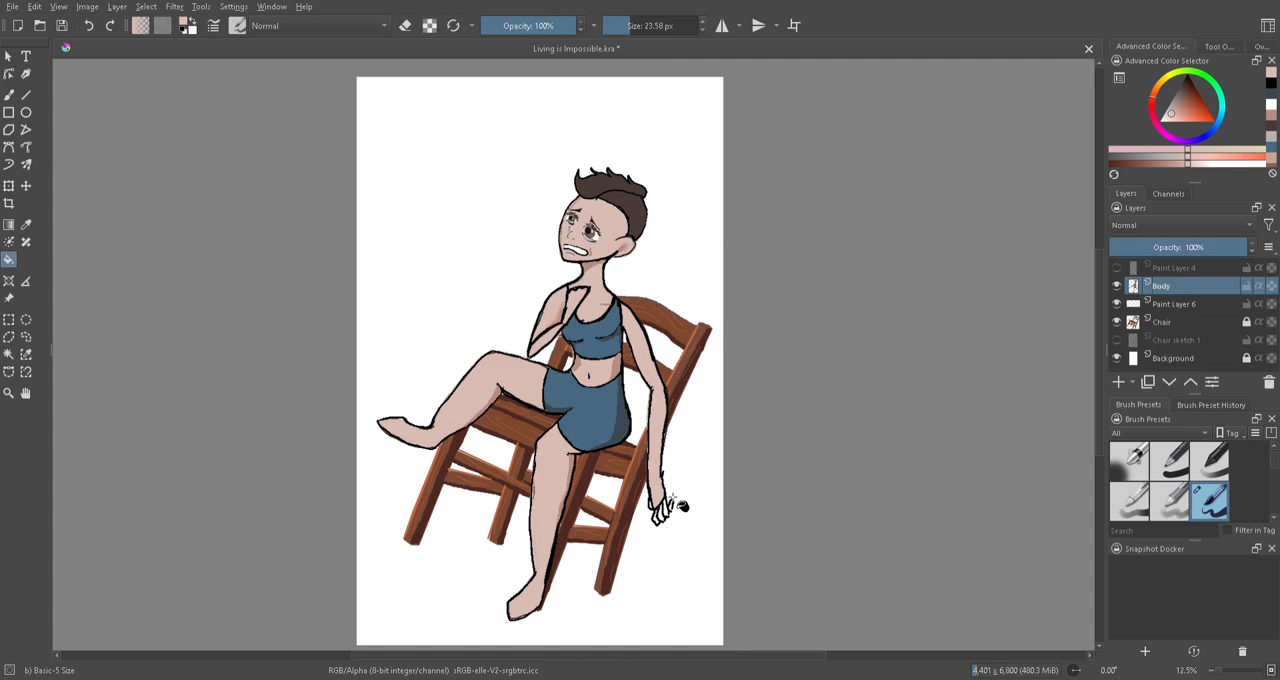 File Edit View Image Layer Select Filter Tools Settings Window Help
Normal Opacity: 100% Size: 23.58 px
Living is Impossible.kra *
Advanced Color Se... Tool O... Ov...
Advanced Color Selector
Layers Channels
Layers
Normal
Opacity: 100%
Paint Layer 4
Body
Paint Layer 6
Chair
Chair sketch 1
Background
Brush Presets Brush Preset History
Brush Presets
All Tag
Search Filter in Tag
Snapshot Docker
b) Basic-5 Size RGB/Alpha (8-bit integer/channel) sRGB-elle-V2-srgbtrc.icc 4,401 x 6,800 (480.3 MiB) 0.00° 12.5%